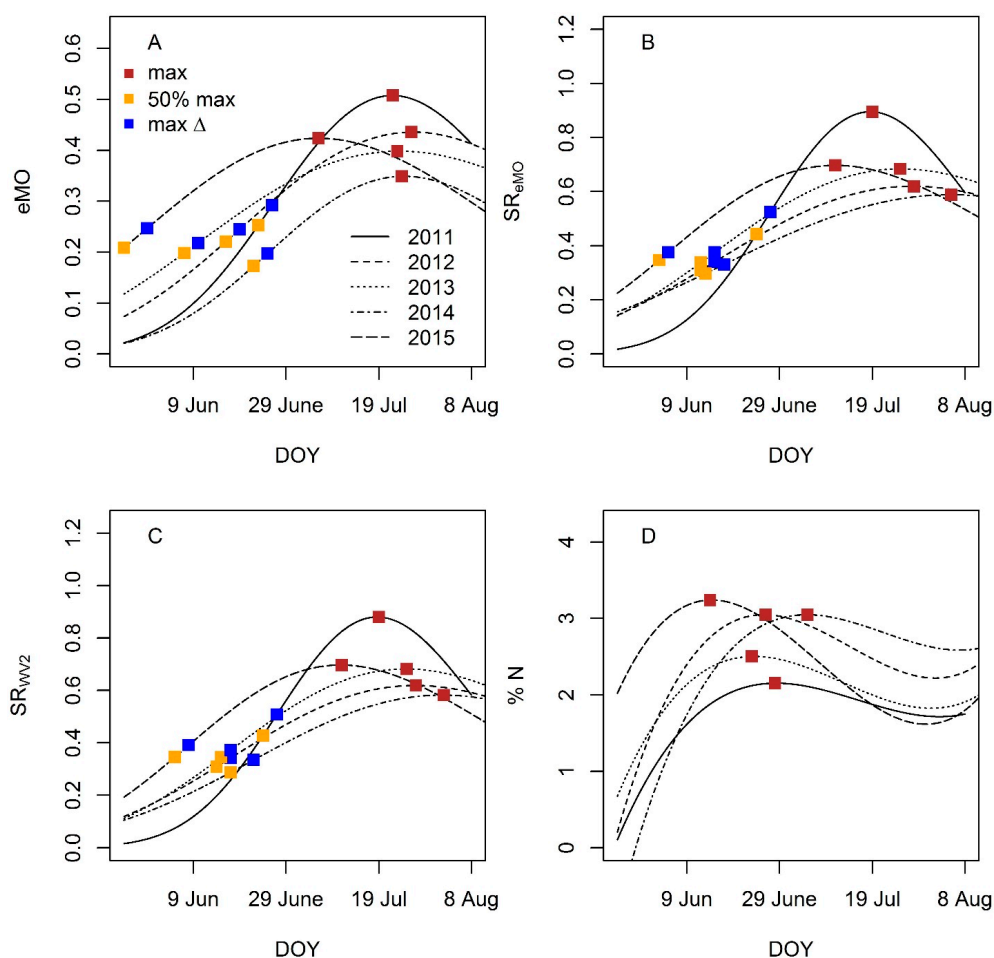 A
max
50% max
max Δ
2011
2012
2013
2014
2015
eMO
0.0 0.1 0.2 0.3 0.4 0.5 0.6
9 Jun 29 June 19 Jul 8 Aug
DOY
B
SReMO
0.0 0.2 0.4 0.6 0.8 1.0 1.2
9 Jun 29 June 19 Jul 8 Aug
DOY
C
SRWV2
0.0 0.2 0.4 0.6 0.8 1.0 1.2
9 Jun 29 June 19 Jul 8 Aug
DOY
D
% N
0 1 2 3 4
9 Jun 29 June 19 Jul 8 Aug
DOY